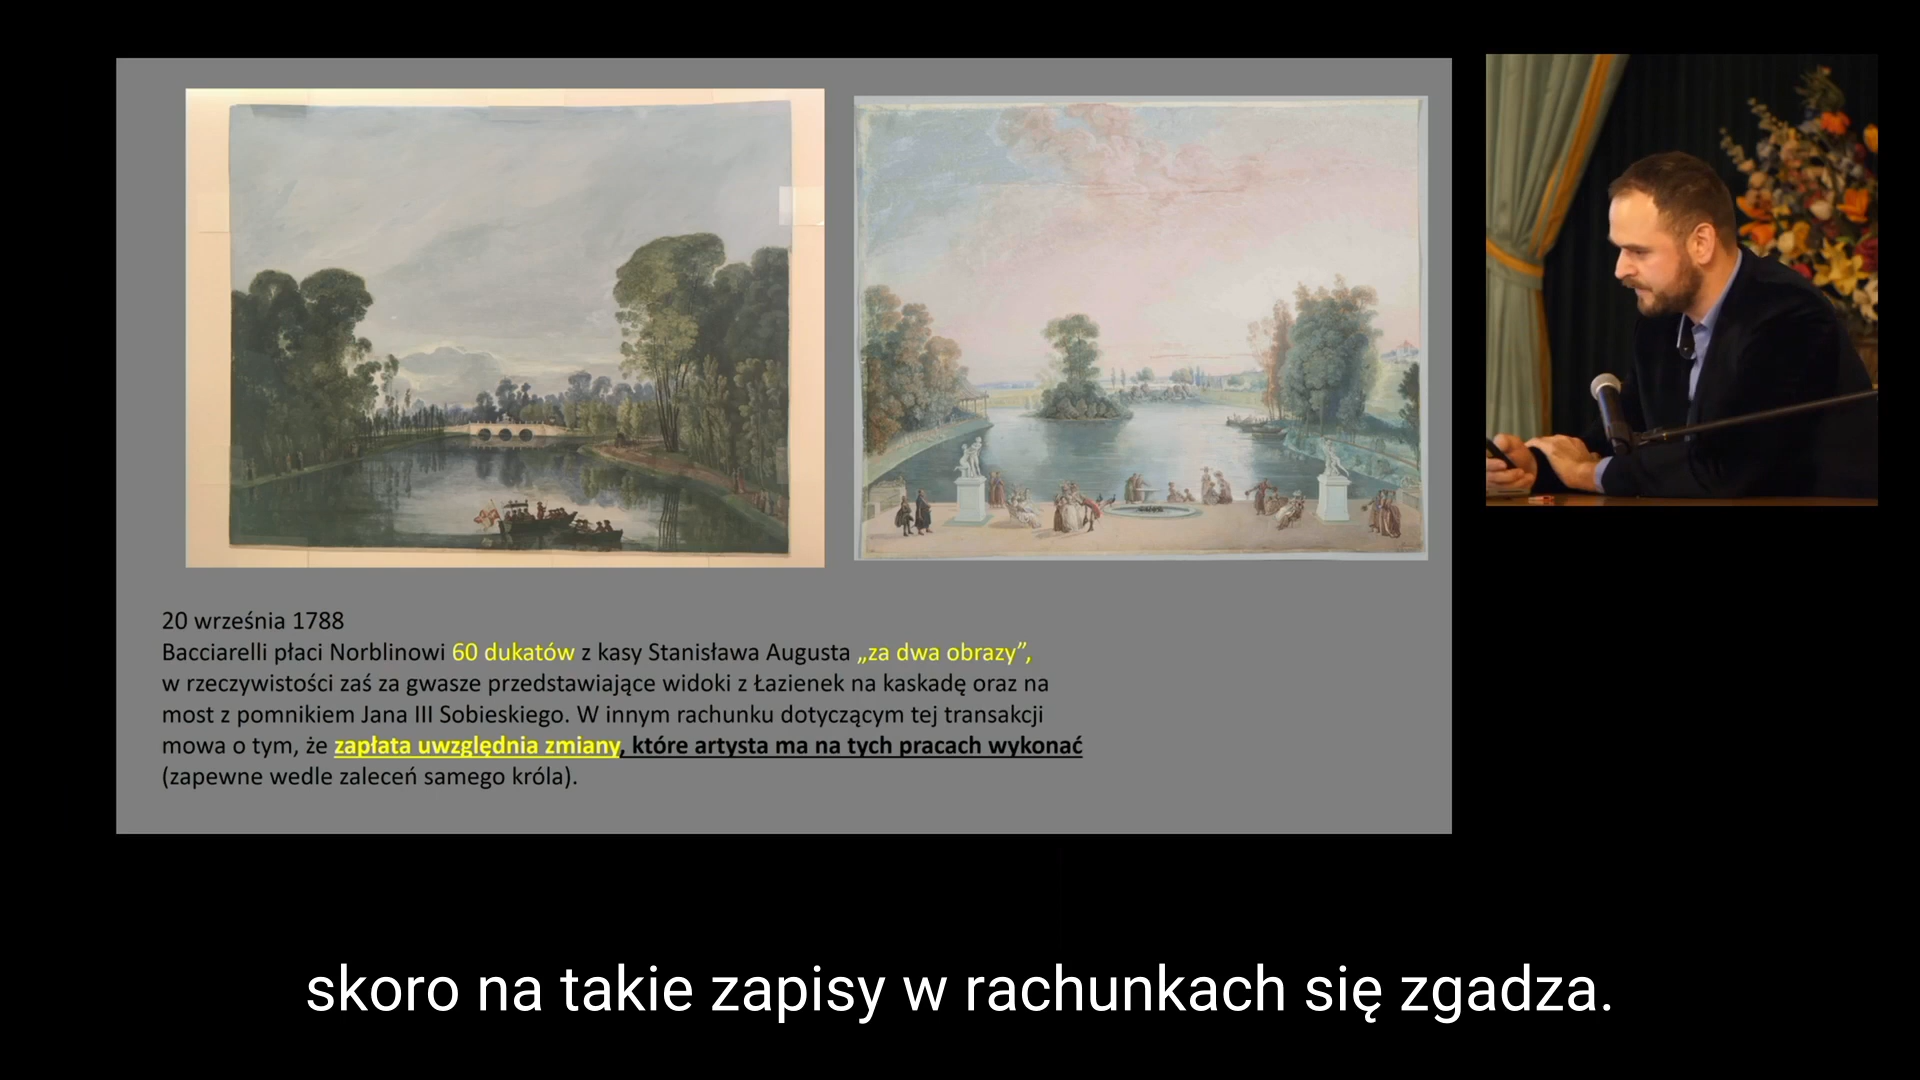 20 września 1788
Bacciarelli płaci Norblinowi 60 dukatów z kasy Stanisława Augusta „za dwa obrazy”,
w rzeczywistości zaś za gwasze przedstawiające widoki z Łazienek na kaskadę oraz na
most z pomnikiem Jana III Sobieskiego. W innym rachunku dotyczącym tej transakcji
mowa o tym, że zapłata uwzględnia zmiany, które artysta ma na tych pracach wykonać
(zapewne wedle zaleceń samego króla).
skoro na takie zapisy w rachunkach się zgadza.